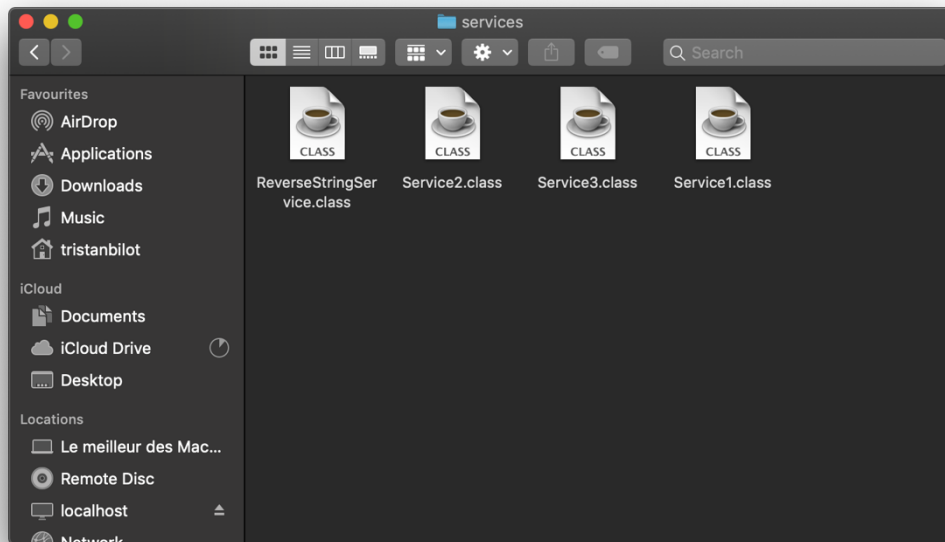 services
Search
Favourites
AirDrop
Applications
Downloads
Music
tristanbilot
iCloud
Documents
iCloud Drive
Desktop
Locations
Le meilleur des Mac...
Remote Disc
localhost
Network
CLASS
CLASS
CLASS
CLASS
ReverseStringSer
vice.class
Service2.class
Service3.class
Service1.class